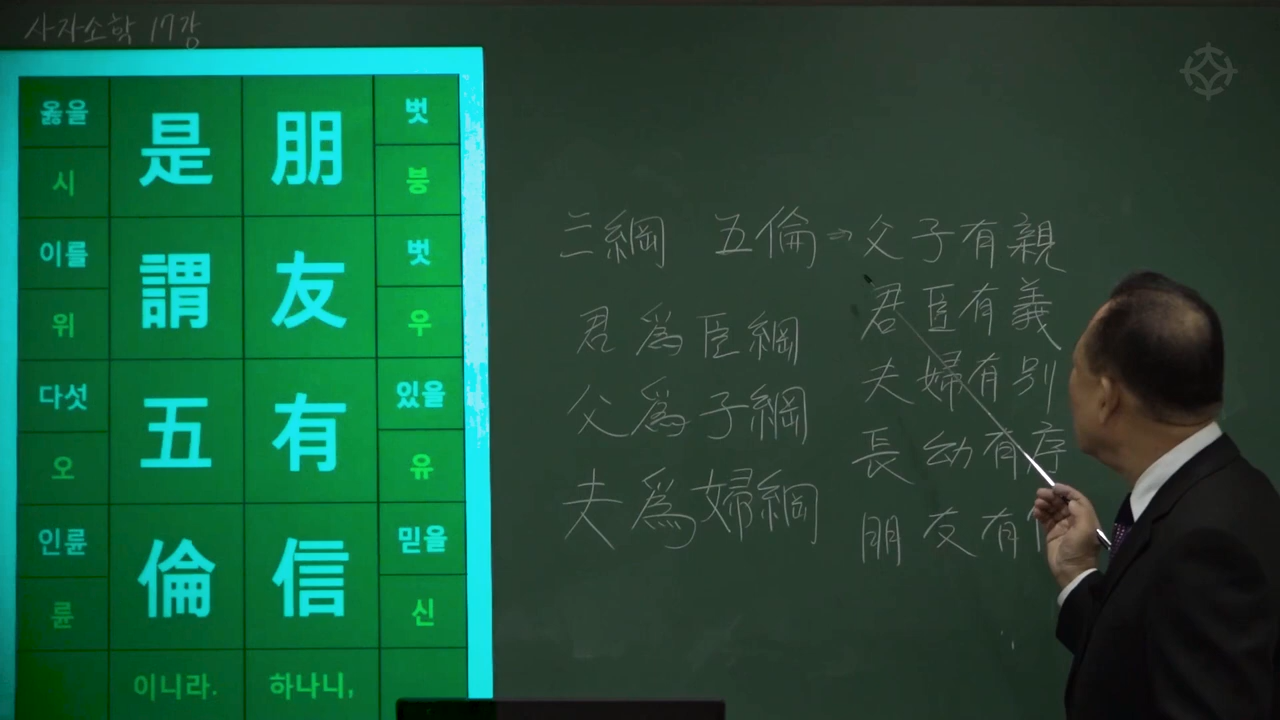 사자소학 17강
옳을 是 朋 벗
시 붕
이를 謂 友 벗
위 우
다섯 五 有 있을
오 유
인륜 倫 信 믿을
륜 신
이니라. 하나니,
三綱 五倫 → 父子有親
君臣有義
君爲臣綱
夫婦有別
父爲子綱
長幼有序
夫爲婦綱
朋友有